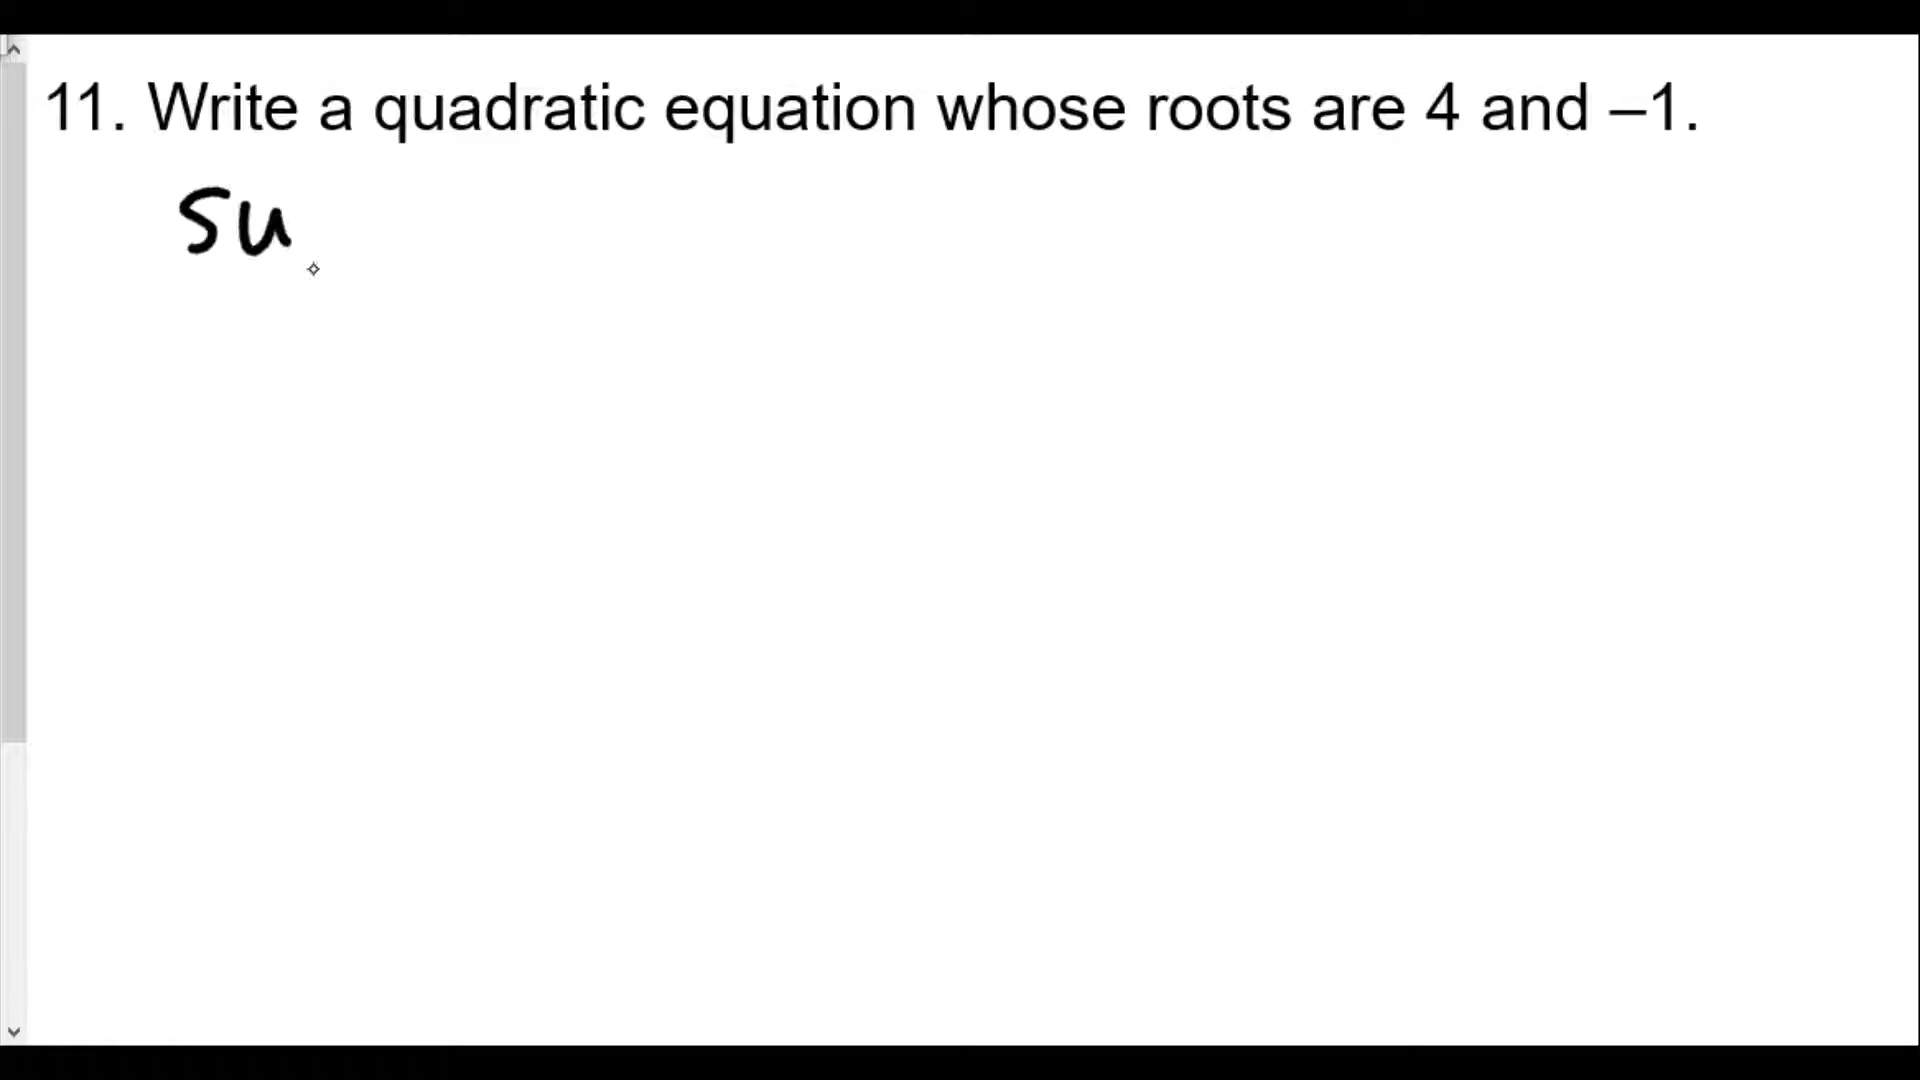 11. Write a quadratic equation whose roots are 4 and –1.
su